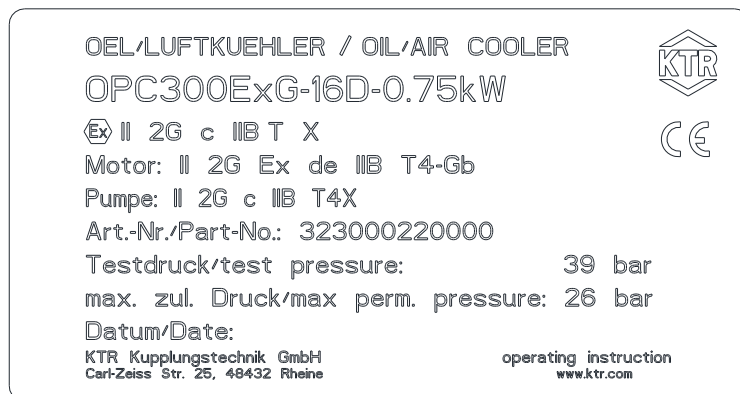 OEL/LUFTKUEHLER / OIL/AIR COOLER
KTR
OPC300ExG-16D-0.75kW
Ex II 2G c IIB T X
CE
Motor: II 2G Ex de IIB T4-Gb
Pumpe: II 2G c IIB T4X
Art.-Nr./Part-No.: 323000220000
Testdruck/test pressure: 39 bar
max. zul. Druck/max perm. pressure: 26 bar
Datum/Date:
KTR Kupplungstechnik GmbH
Carl-Zeiss Str. 25, 48432 Rheine
operating instruction
www.ktr.com